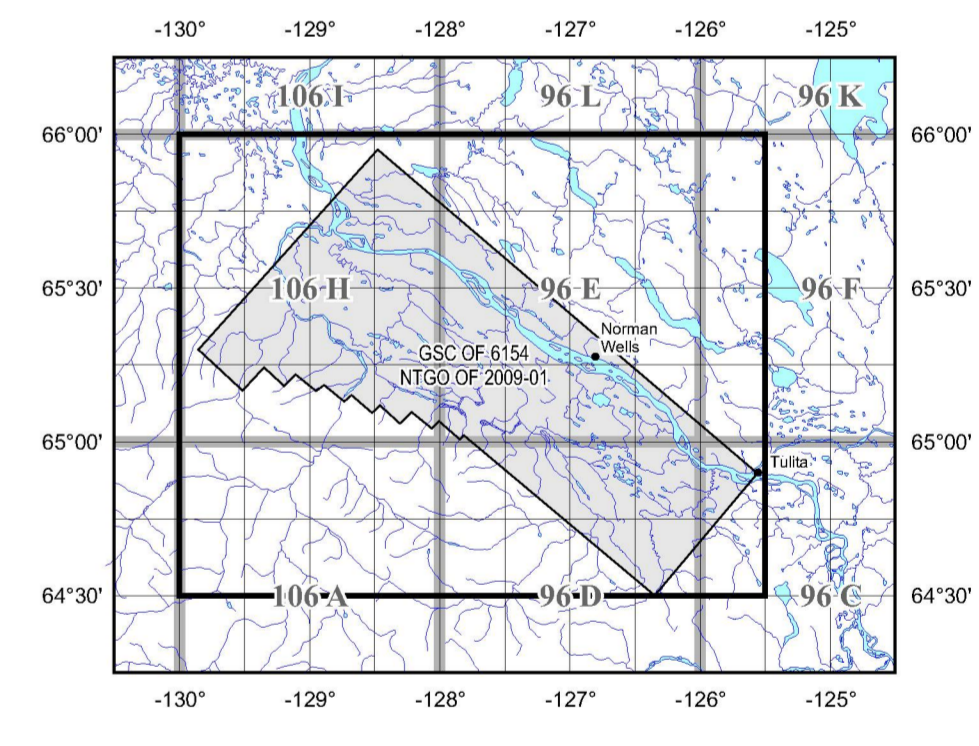 -130° -129° -128° -127° -126° -125°
106 I 96 L 96 K
66°00' 66°00'
65°30' 106 H 96 E 96 F 65°30'
Norman
Wells
GSC OF 6154
NTGO OF 2009-01
65°00' 65°00'
Tulita
64°30' 106 A 96 D 96 C 64°30'
-130° -129° -128° -127° -126° -125°